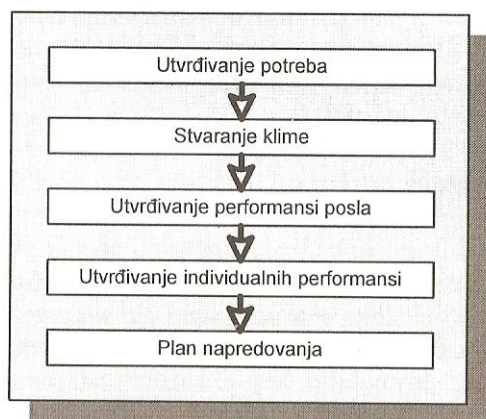 Utvrđivanje potreba
Stvaranje klime
Utvrđivanje performansi posla
Utvrđivanje individualnih performansi
Plan napredovanja